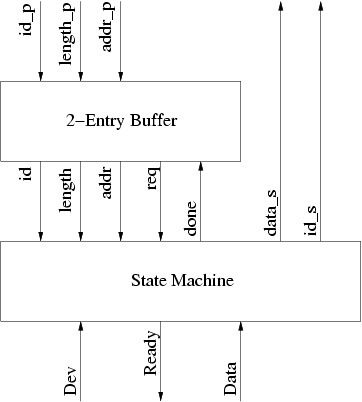 id_p
length_p
addr_p
2-Entry Buffer
id
length
addr
req
done
data_s
id_s
State Machine
Dev
Ready
Data